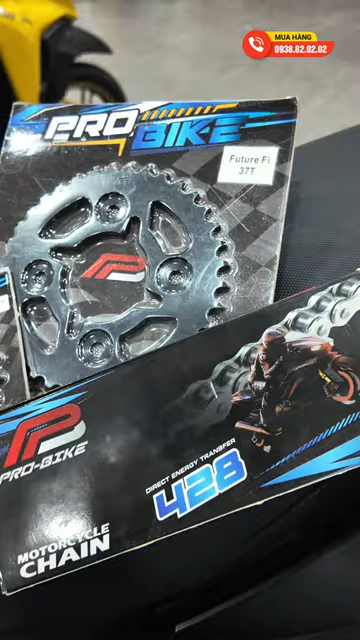 MUA HÀNG
0938.82.02.02
PRO
BIKE
Future Fi
37T
PRO-BIKE
DIRECT ENERGY TRANSFER
428
MOTORCYCLE
CHAIN